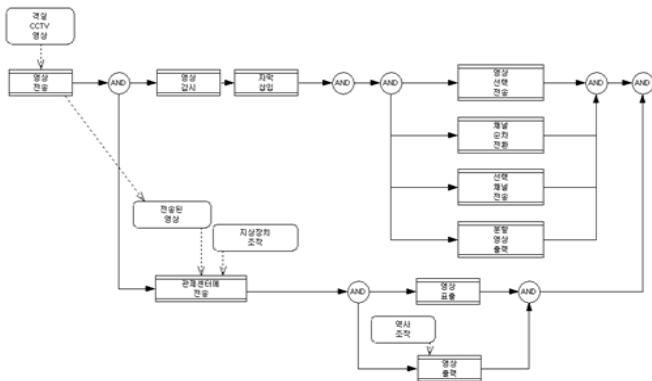 객실
CCTV
영상
영상
전송
AND
영상
감시
자막
삽입
AND
AND
영상
선택
전송
AND
AND
채널
순차
전환
선택
채널
전송
분할
영상
출력
전송된
영상
지상장치
조작
관제센터에
전송
AND
영상
표출
AND
역사
조작
AND
영상
출력